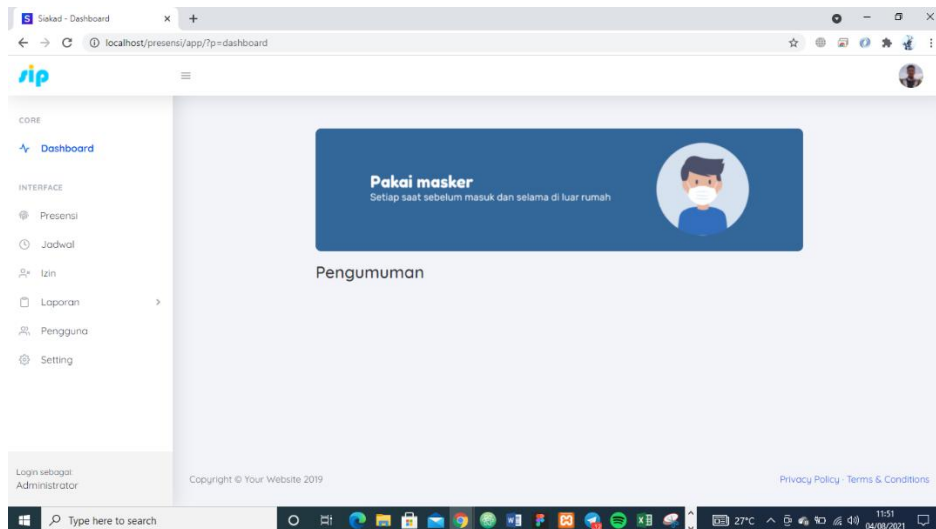 Siakad - Dashboard
localhost/presensi/app/?p=dashboard
sip
CORE
Dashboard
INTERFACE
Presensi
Jadwal
Izin
Laporan
Pengguna
Setting
Login sebagai:
Administrator
Pakai masker
Setiap saat sebelum masuk dan selama di luar rumah
Pengumuman
Copyright © Your Website 2019
Privacy Policy · Terms & Conditions
Type here to search
27°C
11:51
04/08/2021